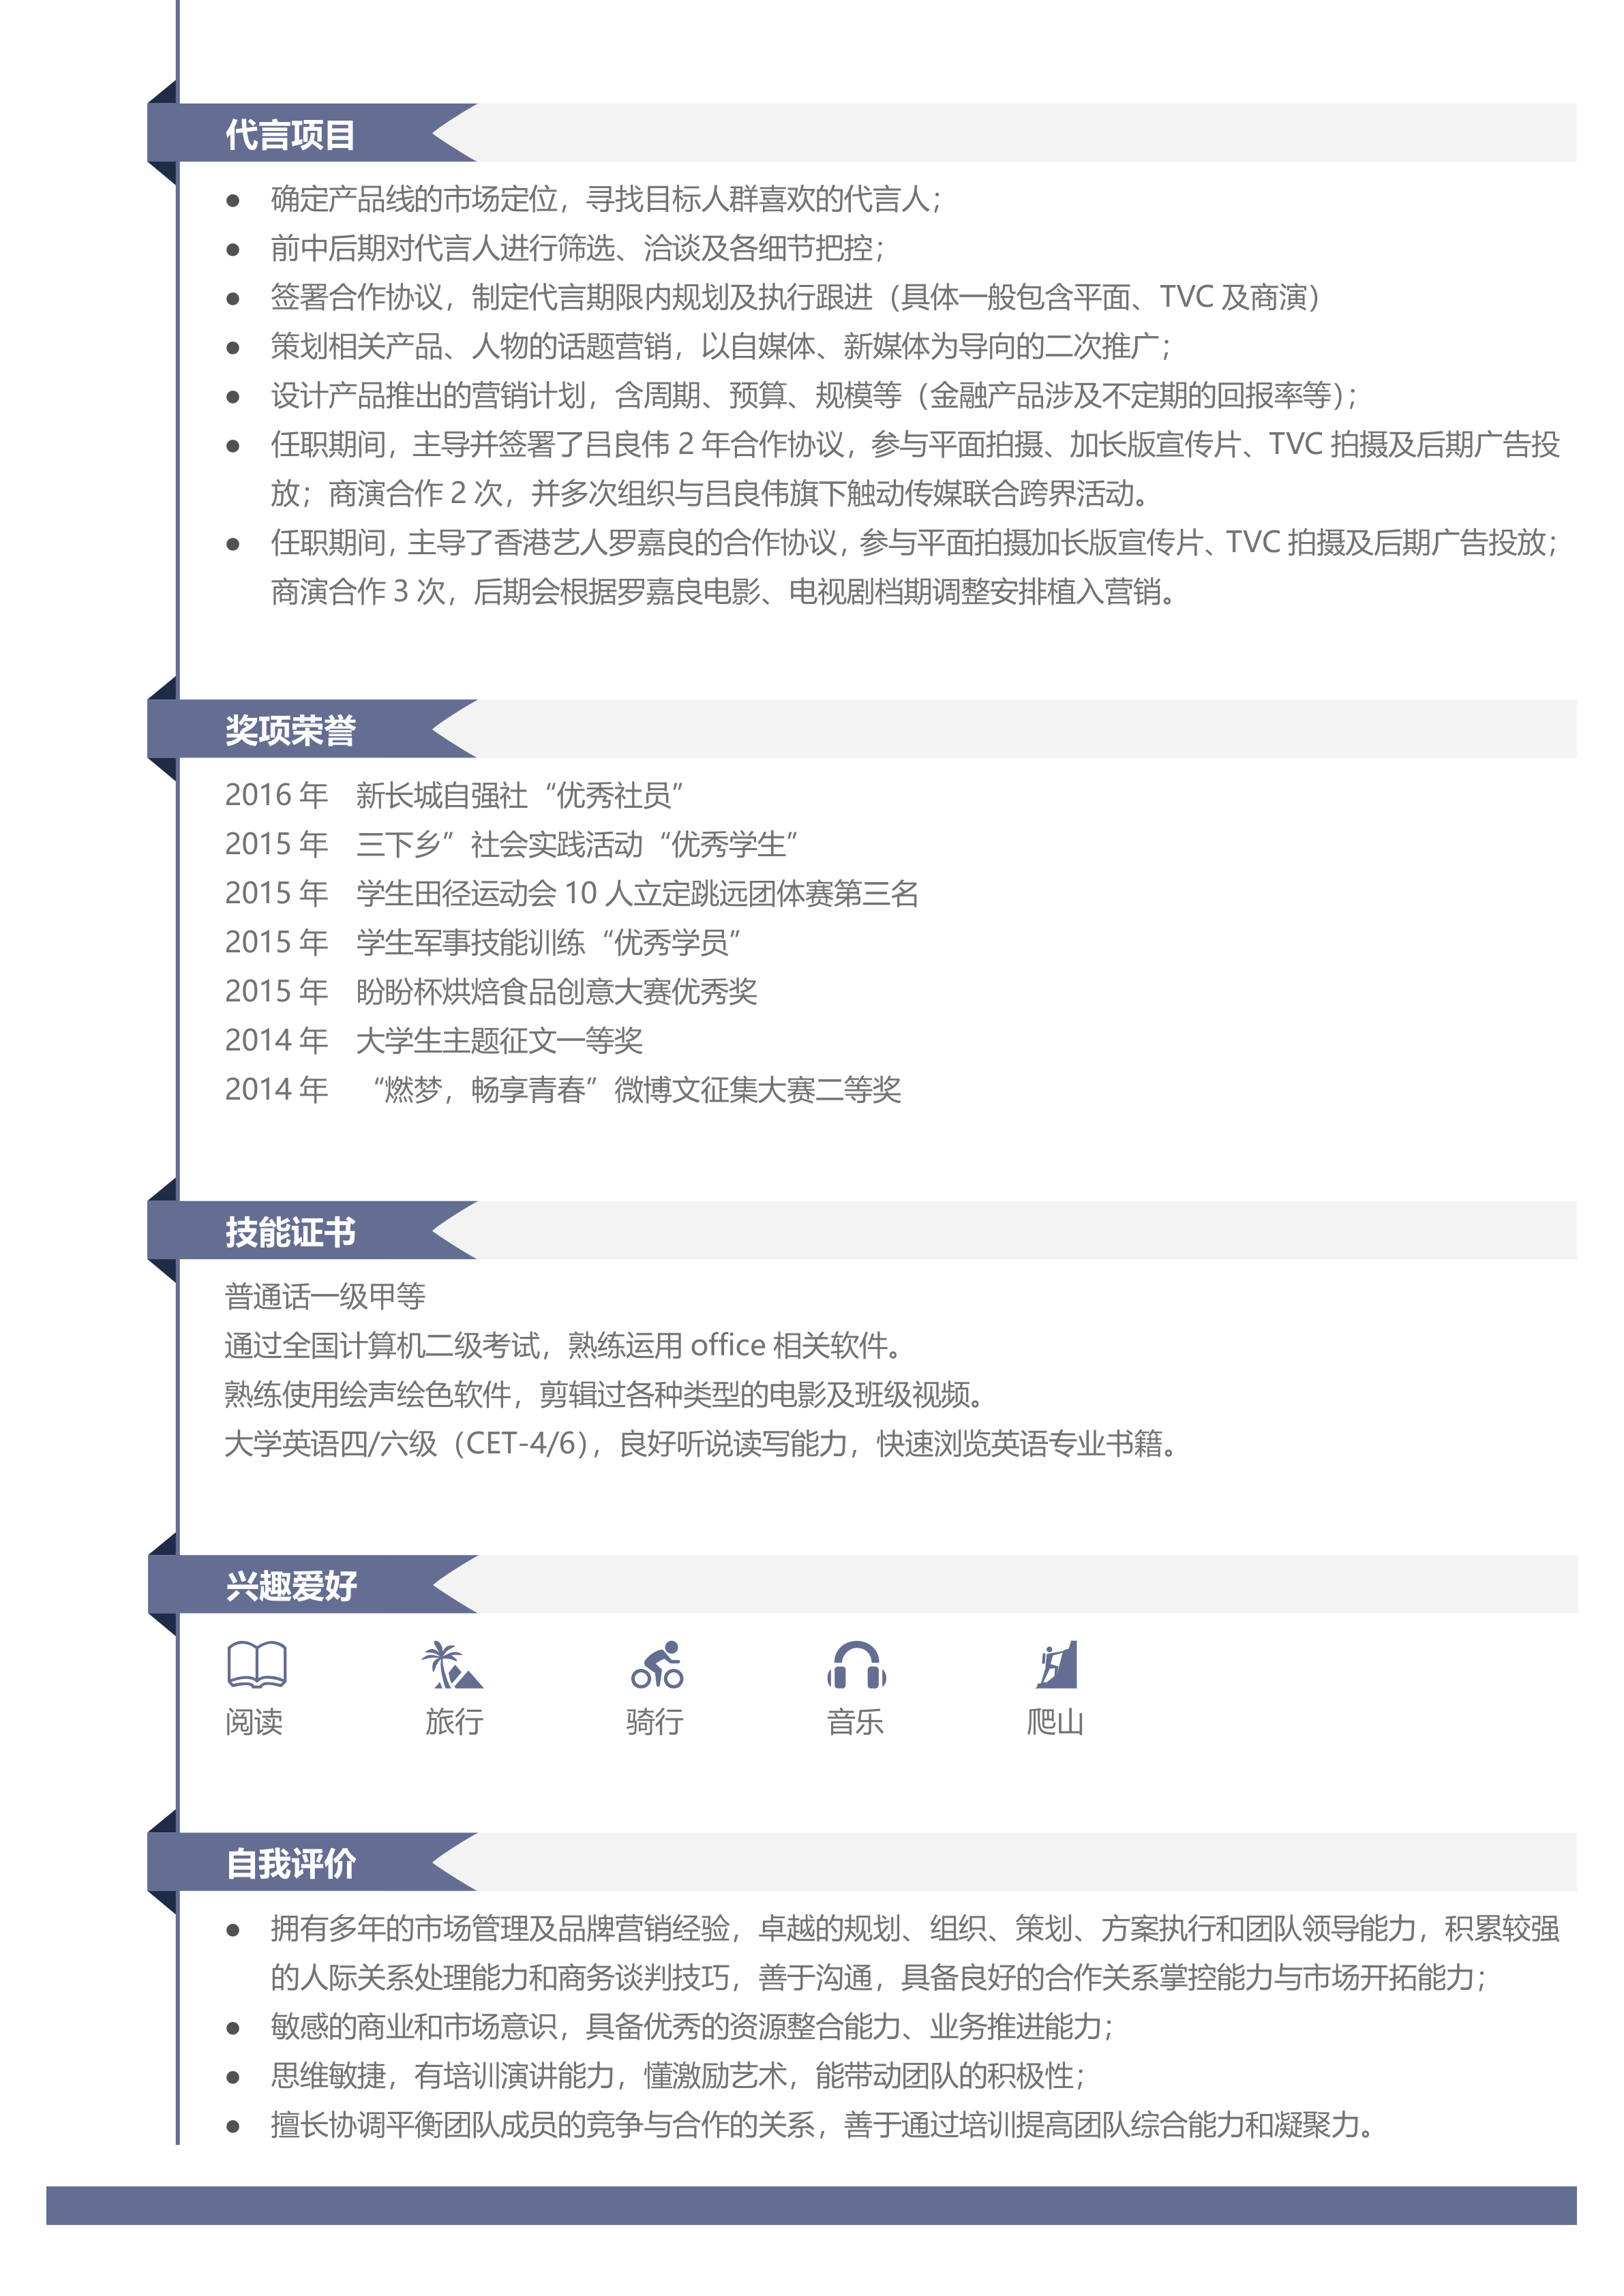 代言项目
● 确定产品线的市场定位，寻找目标人群喜欢的代言人；
● 前中后期对代言人进行筛选、洽谈及各细节把控；
● 签署合作协议，制定代言期限内规划及执行跟进（具体一般包含平面、TVC 及商演）
● 策划相关产品、人物的话题营销，以自媒体、新媒体为导向的二次推广；
● 设计产品推出的营销计划，含周期、预算、规模等（金融产品涉及不定期的回报率等）；
● 任职期间，主导并签署了吕良伟 2 年合作协议，参与平面拍摄、加长版宣传片、TVC 拍摄及后期广告投
放；商演合作 2 次，并多次组织与吕良伟旗下触动传媒联合跨界活动。
● 任职期间，主导了香港艺人罗嘉良的合作协议，参与平面拍摄加长版宣传片、TVC 拍摄及后期广告投放；
商演合作 3 次，后期会根据罗嘉良电影、电视剧档期调整安排植入营销。
奖项荣誉
2016 年 新长城自强社“优秀社员”
2015 年 三下乡”社会实践活动“优秀学生”
2015 年 学生田径运动会 10 人立定跳远团体赛第三名
2015 年 学生军事技能训练“优秀学员”
2015 年 盼盼杯烘焙食品创意大赛优秀奖
2014 年 大学生主题征文一等奖
2014 年 “燃梦，畅享青春”微博文征集大赛二等奖
技能证书
普通话一级甲等
通过全国计算机二级考试，熟练运用 office 相关软件。
熟练使用绘声绘色软件，剪辑过各种类型的电影及班级视频。
大学英语四/六级（CET-4/6），良好听说读写能力，快速浏览英语专业书籍。
兴趣爱好
阅读 旅行 骑行 音乐 爬山
自我评价
● 拥有多年的市场管理及品牌营销经验，卓越的规划、组织、策划、方案执行和团队领导能力，积累较强
的人际关系处理能力和商务谈判技巧，善于沟通，具备良好的合作关系掌控能力与市场开拓能力；
● 敏感的商业和市场意识，具备优秀的资源整合能力、业务推进能力；
● 思维敏捷，有培训演讲能力，懂激励艺术，能带动团队的积极性；
● 擅长协调平衡团队成员的竞争与合作的关系，善于通过培训提高团队综合能力和凝聚力。